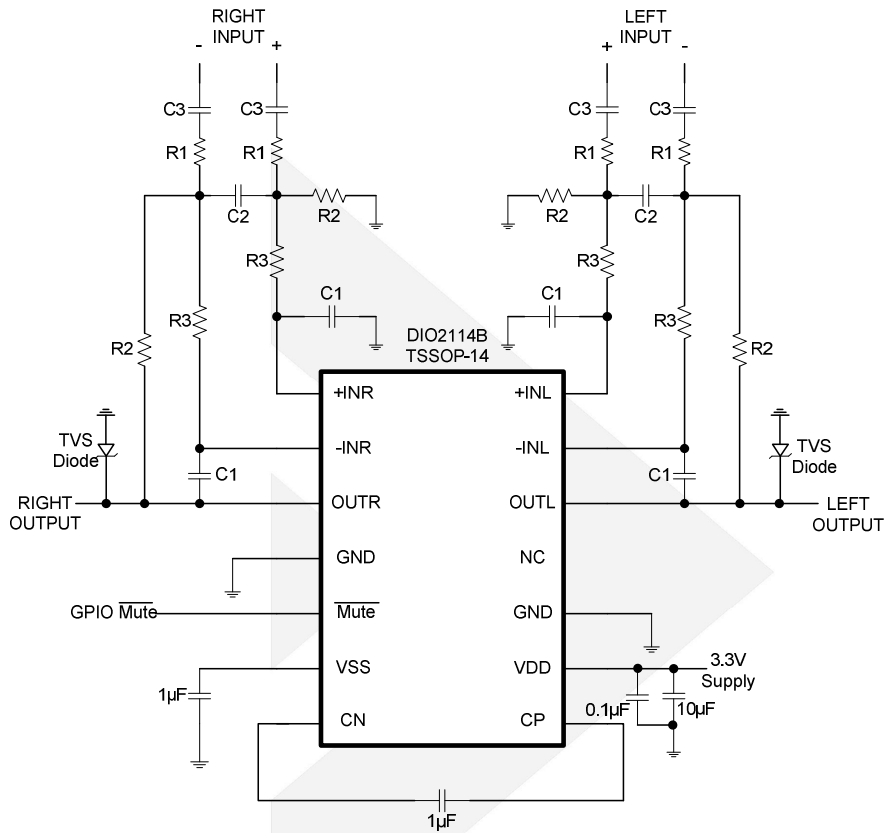 RIGHT
INPUT
LEFT
INPUT
-
+
+
-
C3
C3
C3
C3
R1
R1
R1
R1
C2
R2
R2
C2
R3
R3
C1
C1
R3
R3
R2
R2
DIO2114B
TSSOP-14
+INR
+INL
-INR
-INL
TVS
Diode
TVS
Diode
C1
C1
RIGHT
OUTPUT
OUTR
OUTL
LEFT
OUTPUT
GND
NC
GPIO Mute
Mute
GND
VSS
VDD
3.3V
Supply
1µF
0.1µF
10µF
CN
CP
1µF